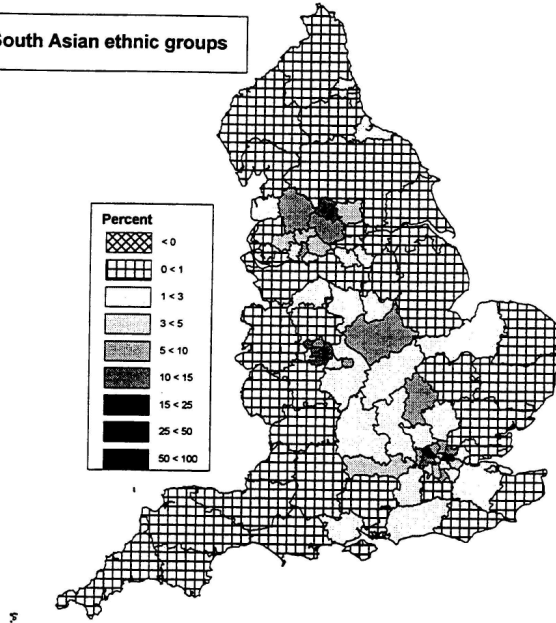 South Asian ethnic groups
Percent
< 0
0 < 1
1 < 3
3 < 5
5 < 10
10 < 15
15 < 25
25 < 50
50 < 100